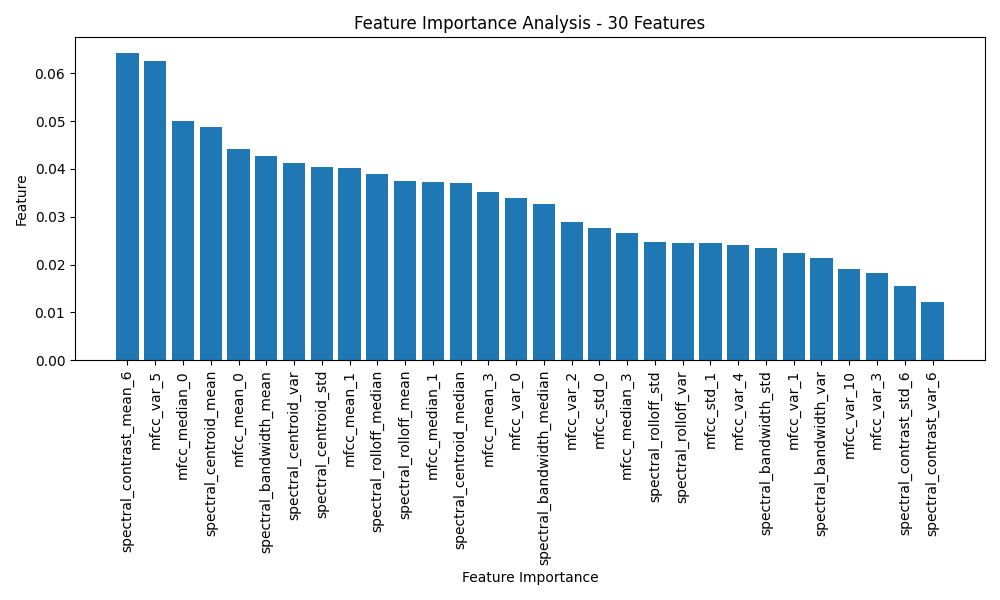 Feature Importance Analysis - 30 Features
Feature
0.06
0.05
0.04
0.03
0.02
0.01
0.00
spectral_contrast_mean_6
mfcc_var_5
mfcc_median_0
spectral_centroid_mean
mfcc_mean_0
spectral_bandwidth_mean
spectral_centroid_var
spectral_centroid_std
mfcc_mean_1
spectral_rolloff_median
spectral_rolloff_mean
mfcc_median_1
spectral_centroid_median
mfcc_mean_3
mfcc_var_0
spectral_bandwidth_median
mfcc_var_2
mfcc_std_0
mfcc_median_3
spectral_rolloff_std
spectral_rolloff_var
mfcc_std_1
mfcc_var_4
spectral_bandwidth_std
mfcc_var_1
spectral_bandwidth_var
mfcc_var_10
mfcc_var_3
spectral_contrast_std_6
spectral_contrast_var_6
Feature Importance